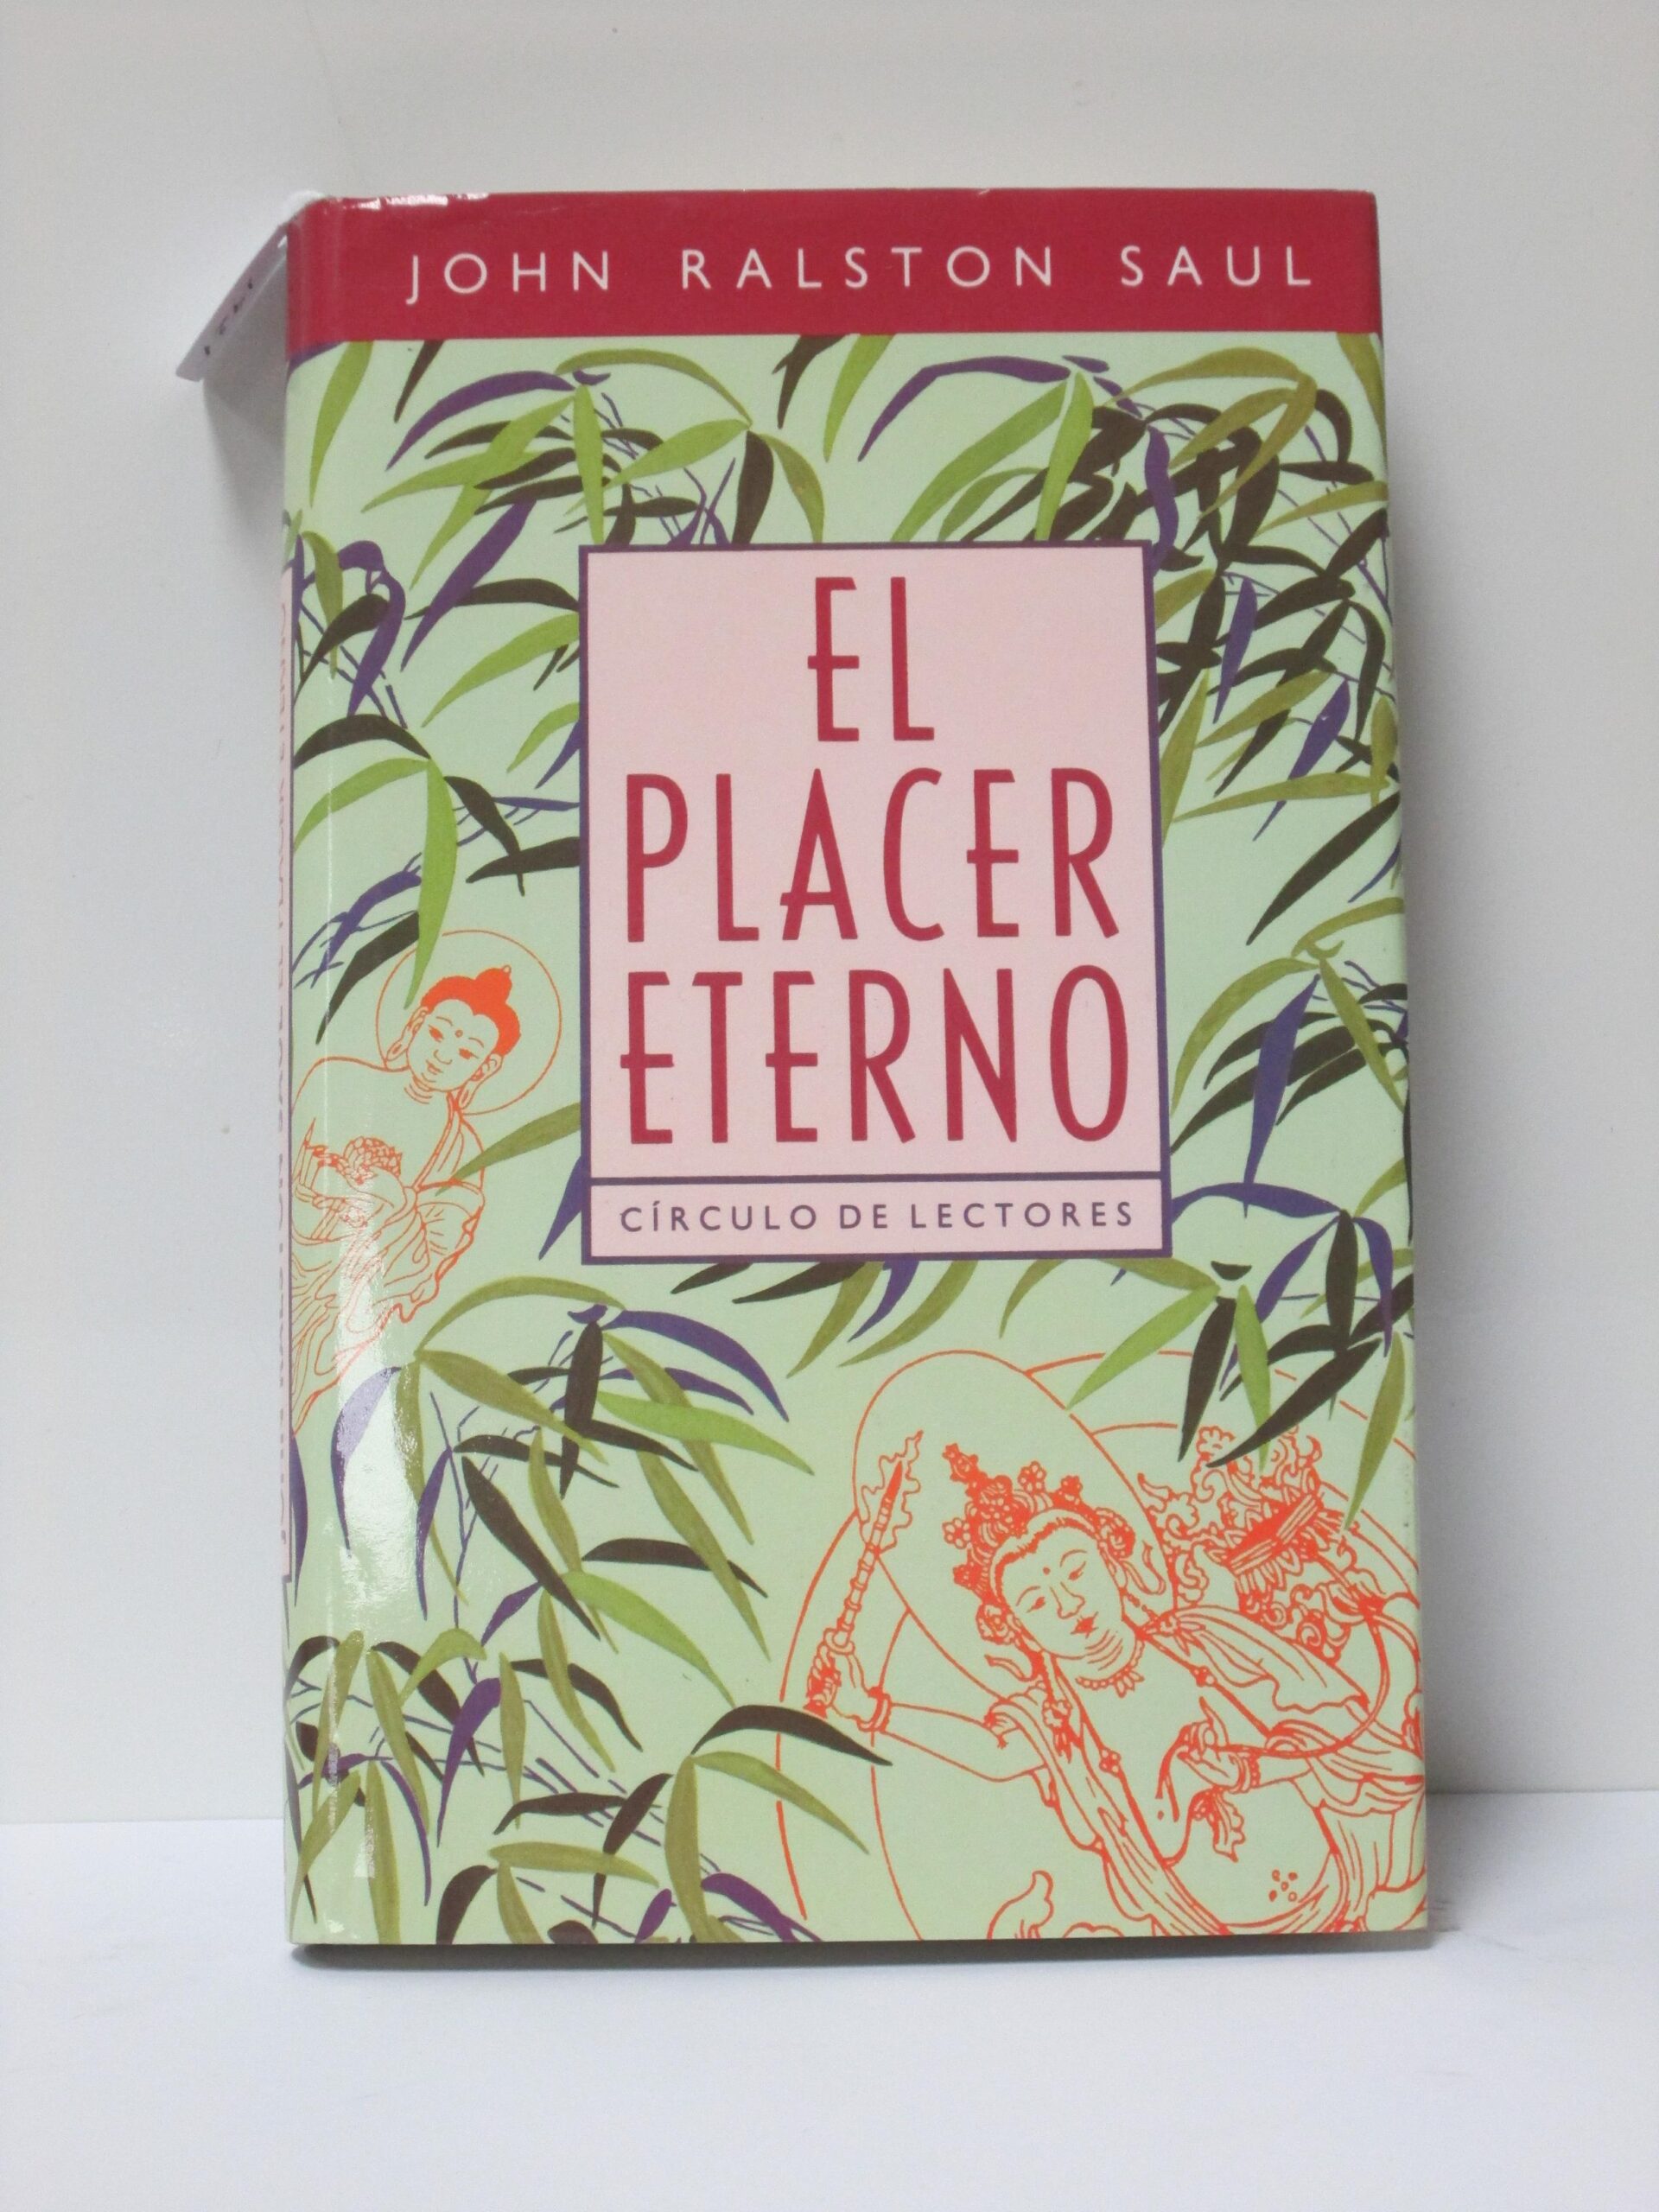 JOHN RALSTON SAUL
EL
PLACER
ETERNO
CÍRCULO DE LECTORES